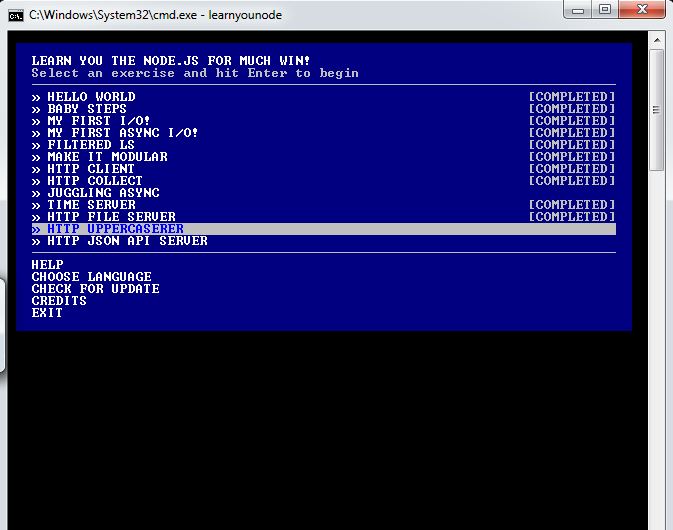 C:\Windows\System32\cmd.exe - learnyounode
LEARN YOU THE NODE.JS FOR MUCH WIN!
Select an exercise and hit Enter to begin
» HELLO WORLD [COMPLETED]
» BABY STEPS [COMPLETED]
» MY FIRST I/O! [COMPLETED]
» MY FIRST ASYNC I/O! [COMPLETED]
» FILTERED LS [COMPLETED]
» MAKE IT MODULAR [COMPLETED]
» HTTP CLIENT [COMPLETED]
» HTTP COLLECT [COMPLETED]
» JUGGLING ASYNC
» TIME SERVER [COMPLETED]
» HTTP FILE SERVER [COMPLETED]
» HTTP UPPERCASERER
» HTTP JSON API SERVER
HELP
CHOOSE LANGUAGE
CHECK FOR UPDATE
CREDITS
EXIT